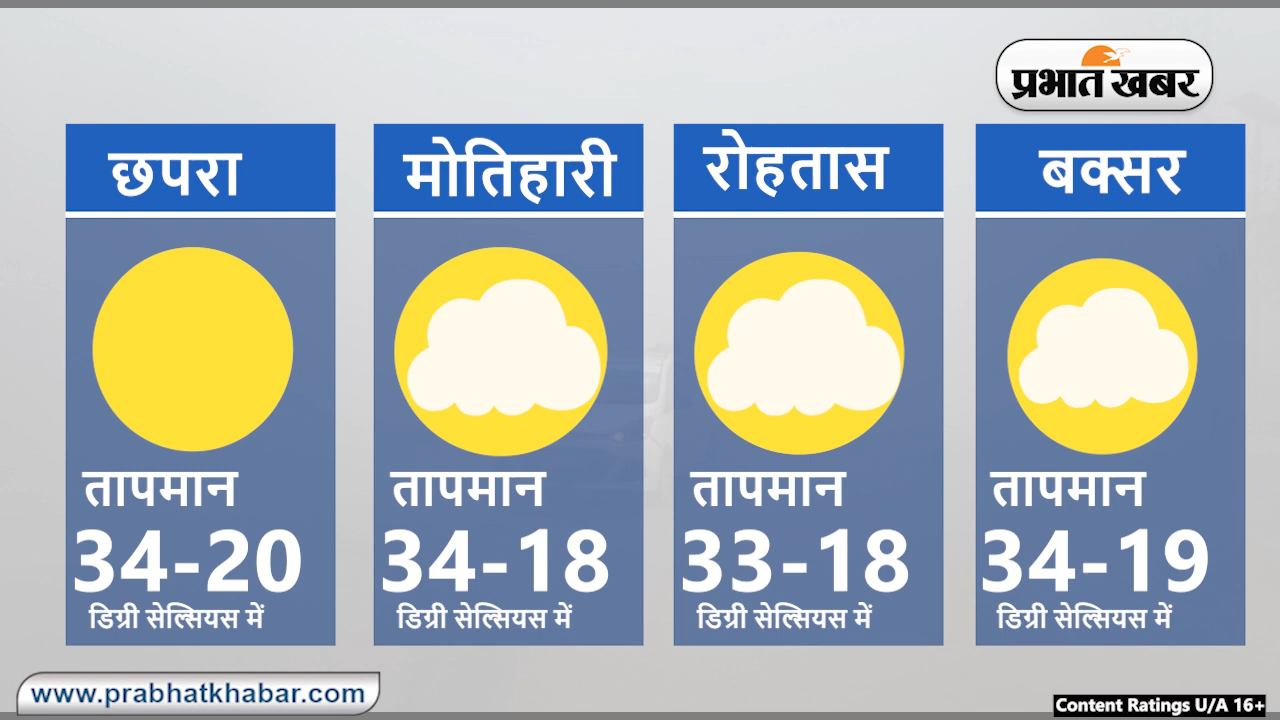 प्रभात खबर
छपरा
तापमान
34-20
डिग्री सेल्सियस में
मोतिहारी
तापमान
34-18
डिग्री सेल्सियस में
रोहतास
तापमान
33-18
डिग्री सेल्सियस में
बक्सर
तापमान
34-19
डिग्री सेल्सियस में
www.prabhatkhabar.com
Content Ratings U/A 16+